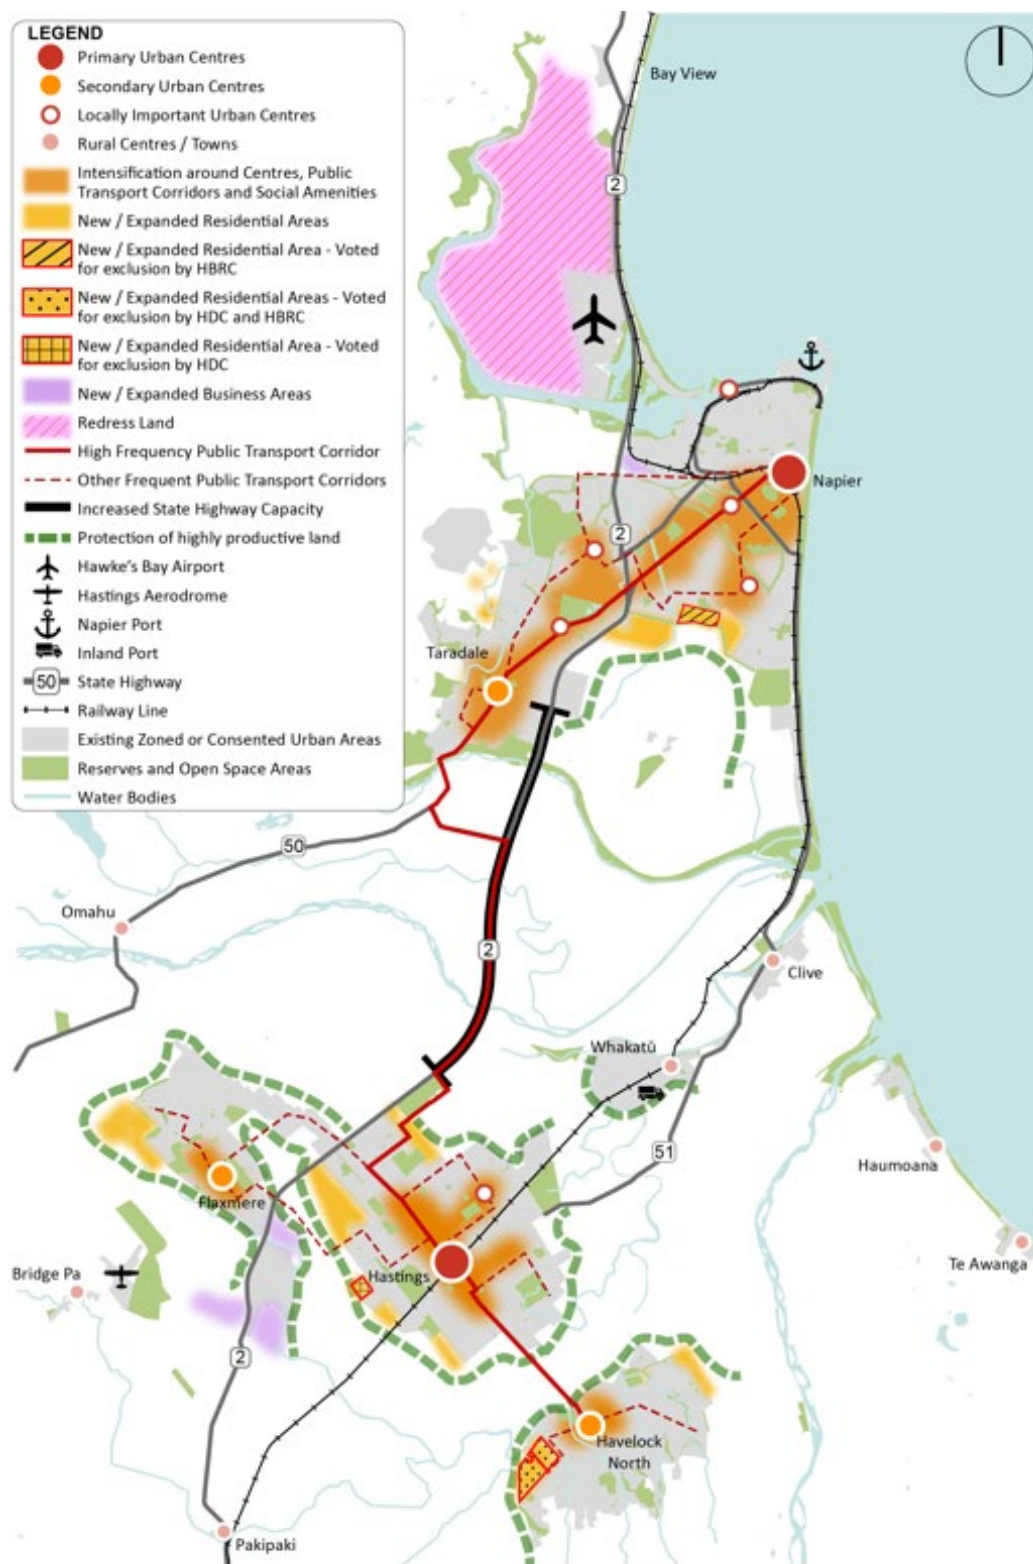 LEGEND
Primary Urban Centres
Secondary Urban Centres
Locally Important Urban Centres
Rural Centres / Towns
Intensification around Centres, Public
Transport Corridors and Social Amenities
New / Expanded Residential Areas
New / Expanded Residential Area - Voted
for exclusion by HBRC
New / Expanded Residential Areas - Voted
for exclusion by HDC and HBRC
New / Expanded Residential Area - Voted
for exclusion by HDC
New / Expanded Business Areas
Redress Land
High Frequency Public Transport Corridor
Other Frequent Public Transport Corridors
Increased State Highway Capacity
Protection of highly productive land
Hawke's Bay Airport
Hastings Aerodrome
Napier Port
Inland Port
50 State Highway
Railway Line
Existing Zoned or Consented Urban Areas
Reserves and Open Space Areas
Water Bodies
Bay View
2
Napier
2
Taradale
50
Omahu
2
Clive
Whakatū
51
Haumoana
Flaxmere
Te Awanga
Bridge Pa
Hastings
2
Havelock
North
Pakipaki